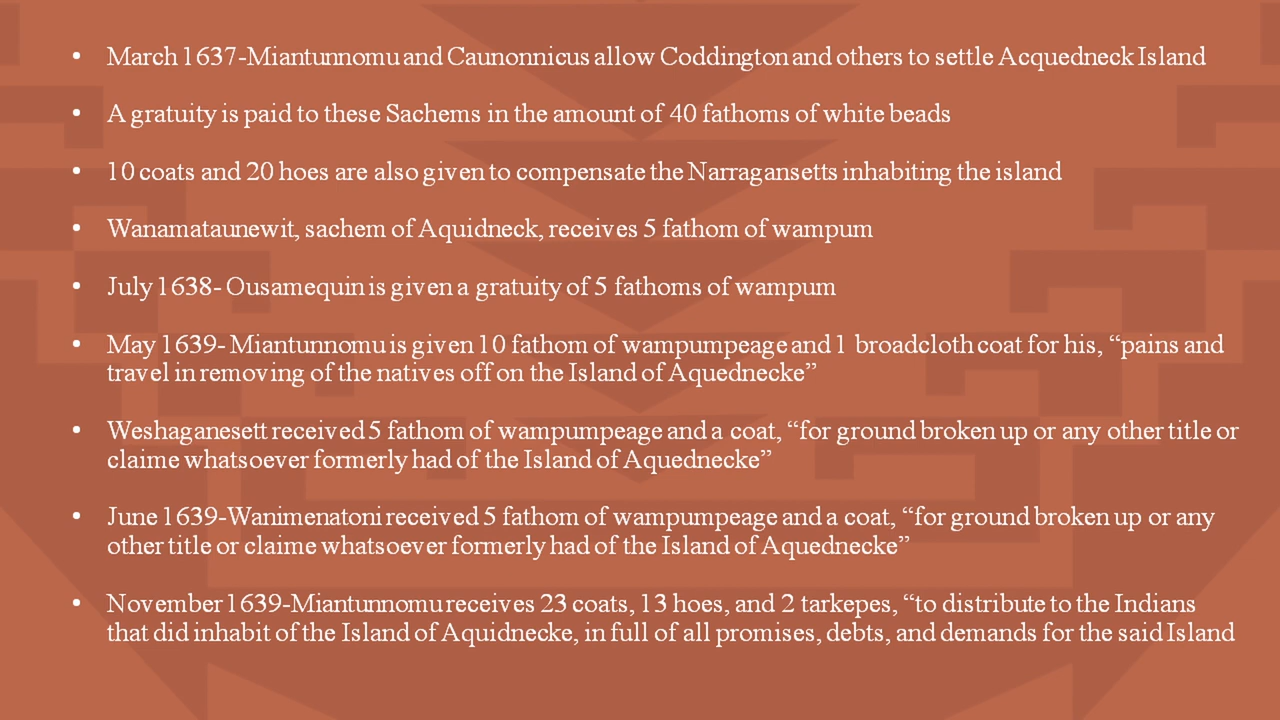 • March 1637-Miantunnomu and Caunonnicus allow Coddington and others to settle Acquedneck Island
• A gratuity is paid to these Sachems in the amount of 40 fathoms of white beads
• 10 coats and 20 hoes are also given to compensate the Narragansetts inhabiting the island
• Wanamataunewit, sachem of Aquidneck, receives 5 fathom of wampum
• July 1638- Ousamequin is given a gratuity of 5 fathoms of wampum
• May 1639- Miantunnomu is given 10 fathom of wampumpeage and 1 broadcloth coat for his, “pains and
travel in removing of the natives off on the Island of Aquednecke”
• Weshaganesett received 5 fathom of wampumpeage and a coat, “for ground broken up or any other title or
claime whatsoever formerly had of the Island of Aquednecke”
• June 1639-Wanimenatoni received 5 fathom of wampumpeage and a coat, “for ground broken up or any
other title or claime whatsoever formerly had of the Island of Aquednecke”
• November 1639-Miantunnomu receives 23 coats, 13 hoes, and 2 tarkepes, “to distribute to the Indians
that did inhabit of the Island of Aquidnecke, in full of all promises, debts, and demands for the said Island